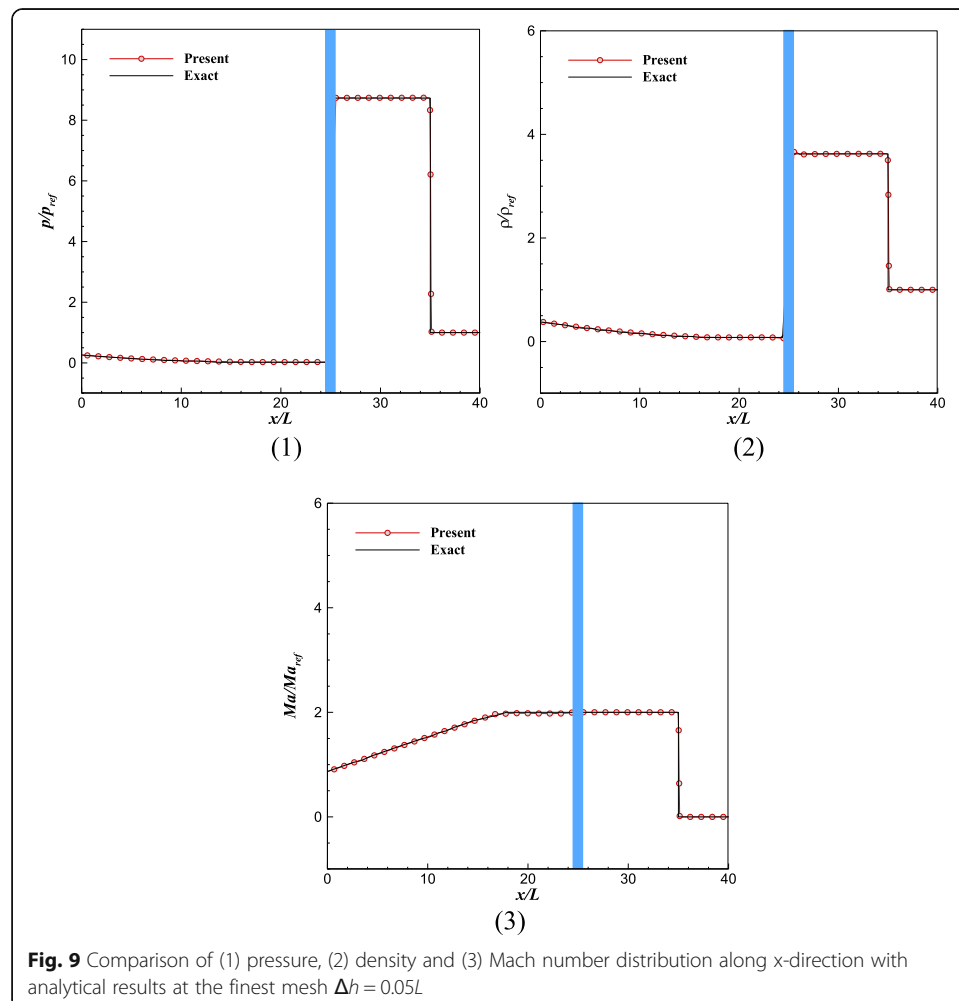 Present
Exact
10
8
6
4
2
0
p/p_ref
0
10
20
30
40
x/L
(1)
Present
Exact
6
4
2
0
ρ/ρ_ref
0
10
20
30
40
x/L
(2)
Present
Exact
6
4
2
0
Ma/Ma_ref
0
10
20
30
40
x/L
(3)
Fig. 9 Comparison of (1) pressure, (2) density and (3) Mach number distribution along x-direction with
analytical results at the finest mesh Δh = 0.05L